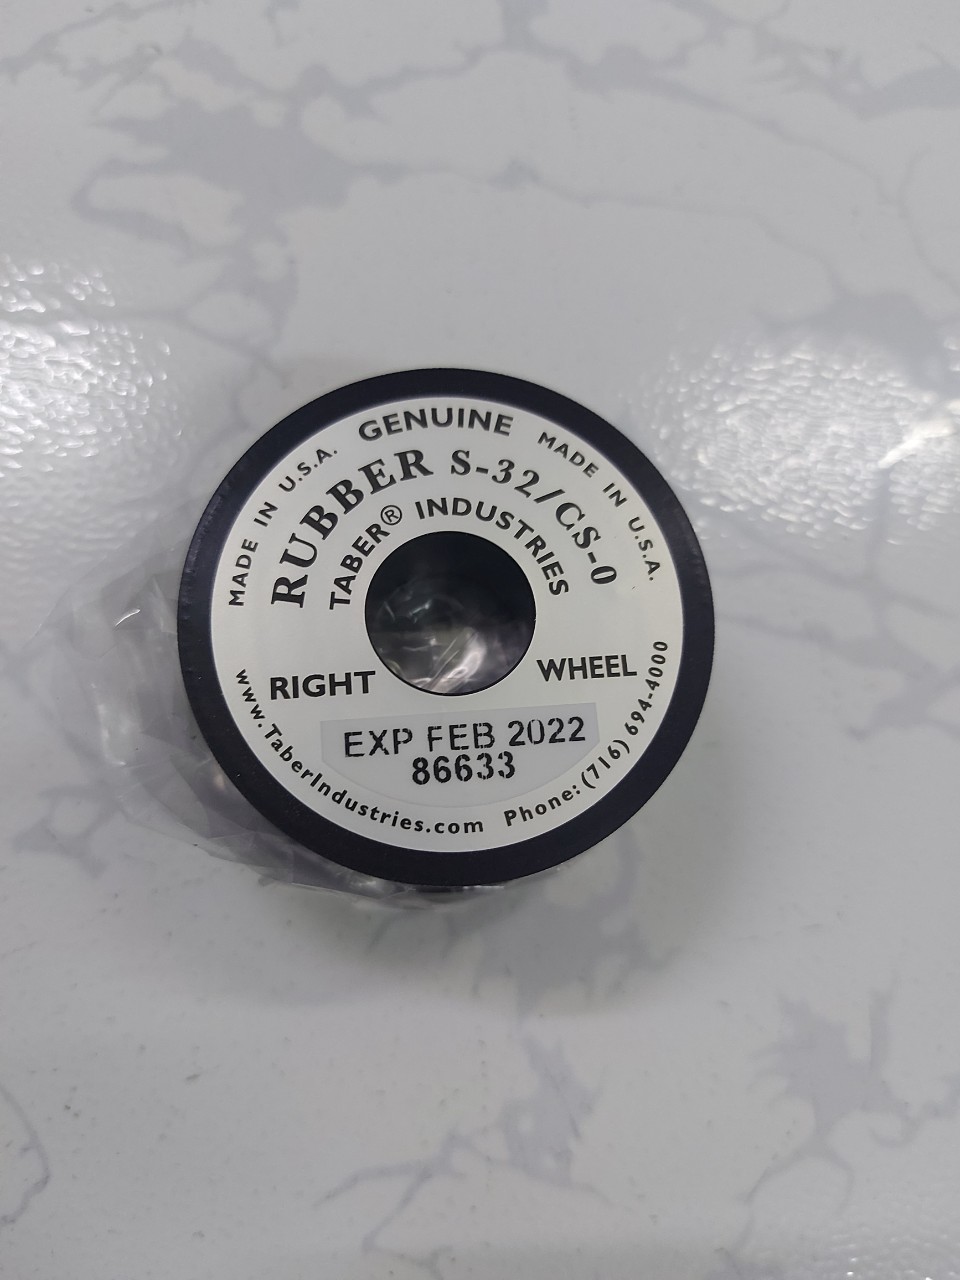 MADE IN U.S.A. GENUINE MADE IN U.S.A.
RUBBER S-32/CS-0
TABER® INDUSTRIES
RIGHT WHEEL
EXP FEB 2022
86633
www.TaberIndustries.com Phone: (716) 694-4000